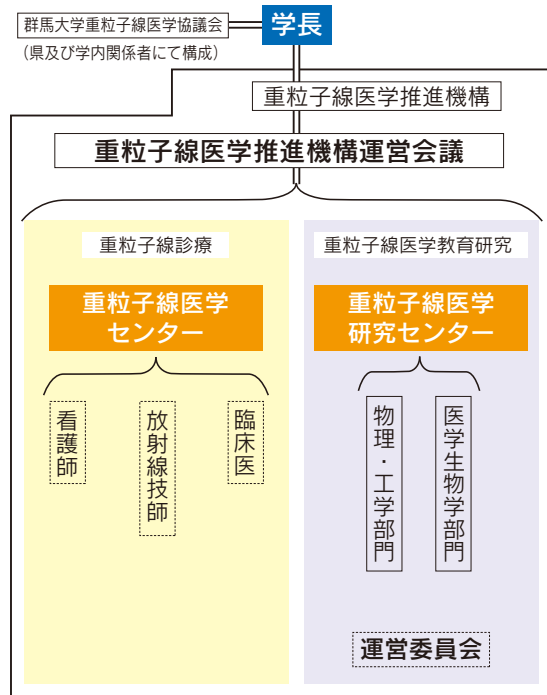 群馬大学重粒子線医学協議会
学長
（県及び学内関係者にて構成）
重粒子線医学推進機構
重粒子線医学推進機構運営会議
重粒子線診療
重粒子線医学教育研究
重粒子線医学
センター
重粒子線医学
研究センター
看護師
放射線技師
臨床医
物理・工学部門
医学生物学部門
運営委員会